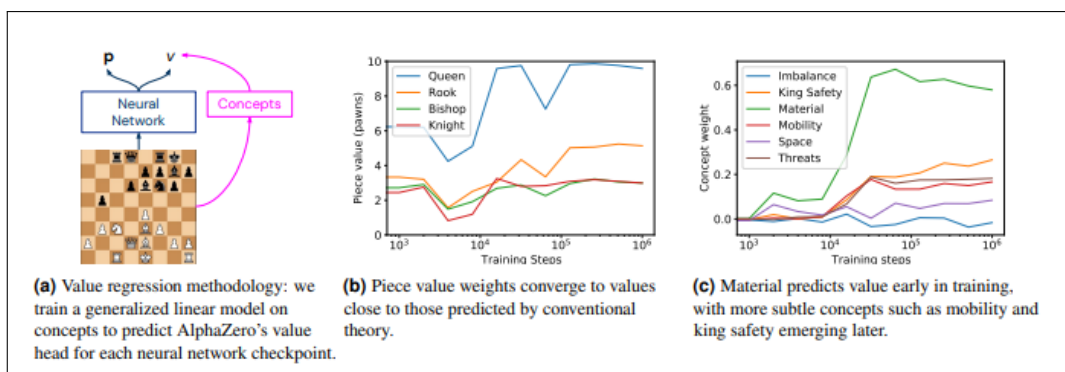 p v
Neural
Network
Concepts
(a) Value regression methodology: we
train a generalized linear model on
concepts to predict AlphaZero's value
head for each neural network checkpoint.
Piece value (pawns)
10
8
6
4
2
0
Queen
Rook
Bishop
Knight
10³ 10⁴ 10⁵ 10⁶
Training Steps
(b) Piece value weights converge to values
close to those predicted by conventional
theory.
Concept weight
0.6
0.4
0.2
0.0
Imbalance
King Safety
Material
Mobility
Space
Threats
10³ 10⁴ 10⁵ 10⁶
Training steps
(c) Material predicts value early in training,
with more subtle concepts such as mobility and
king safety emerging later.